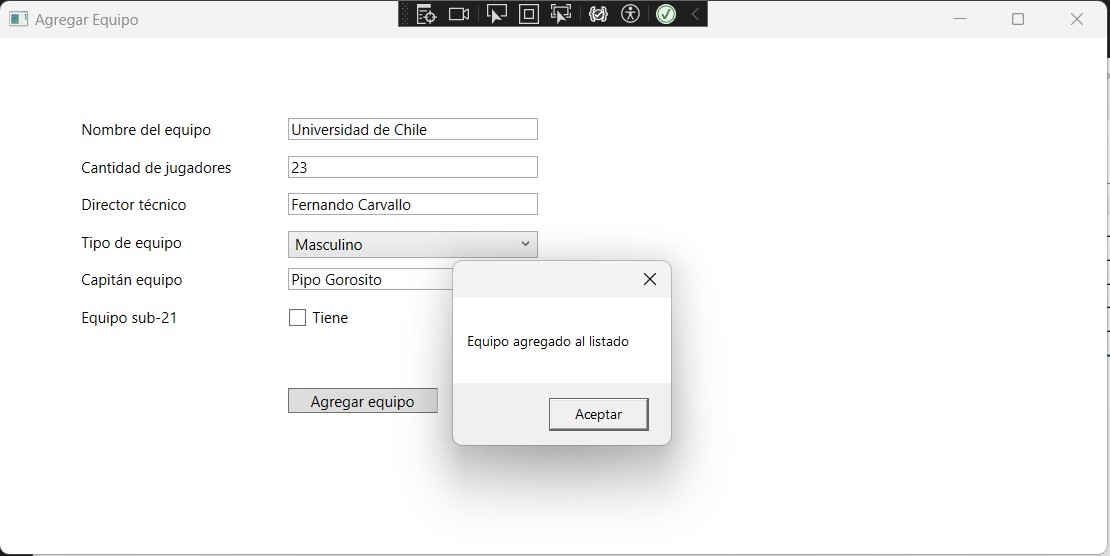 Agregar Equipo
Nombre del equipo Universidad de Chile
Cantidad de jugadores 23
Director técnico Fernando Carvallo
Tipo de equipo Masculino
Capitán equipo Pipo Gorosito
Equipo sub-21 Tiene
Equipo agregado al listado
Agregar equipo
Aceptar